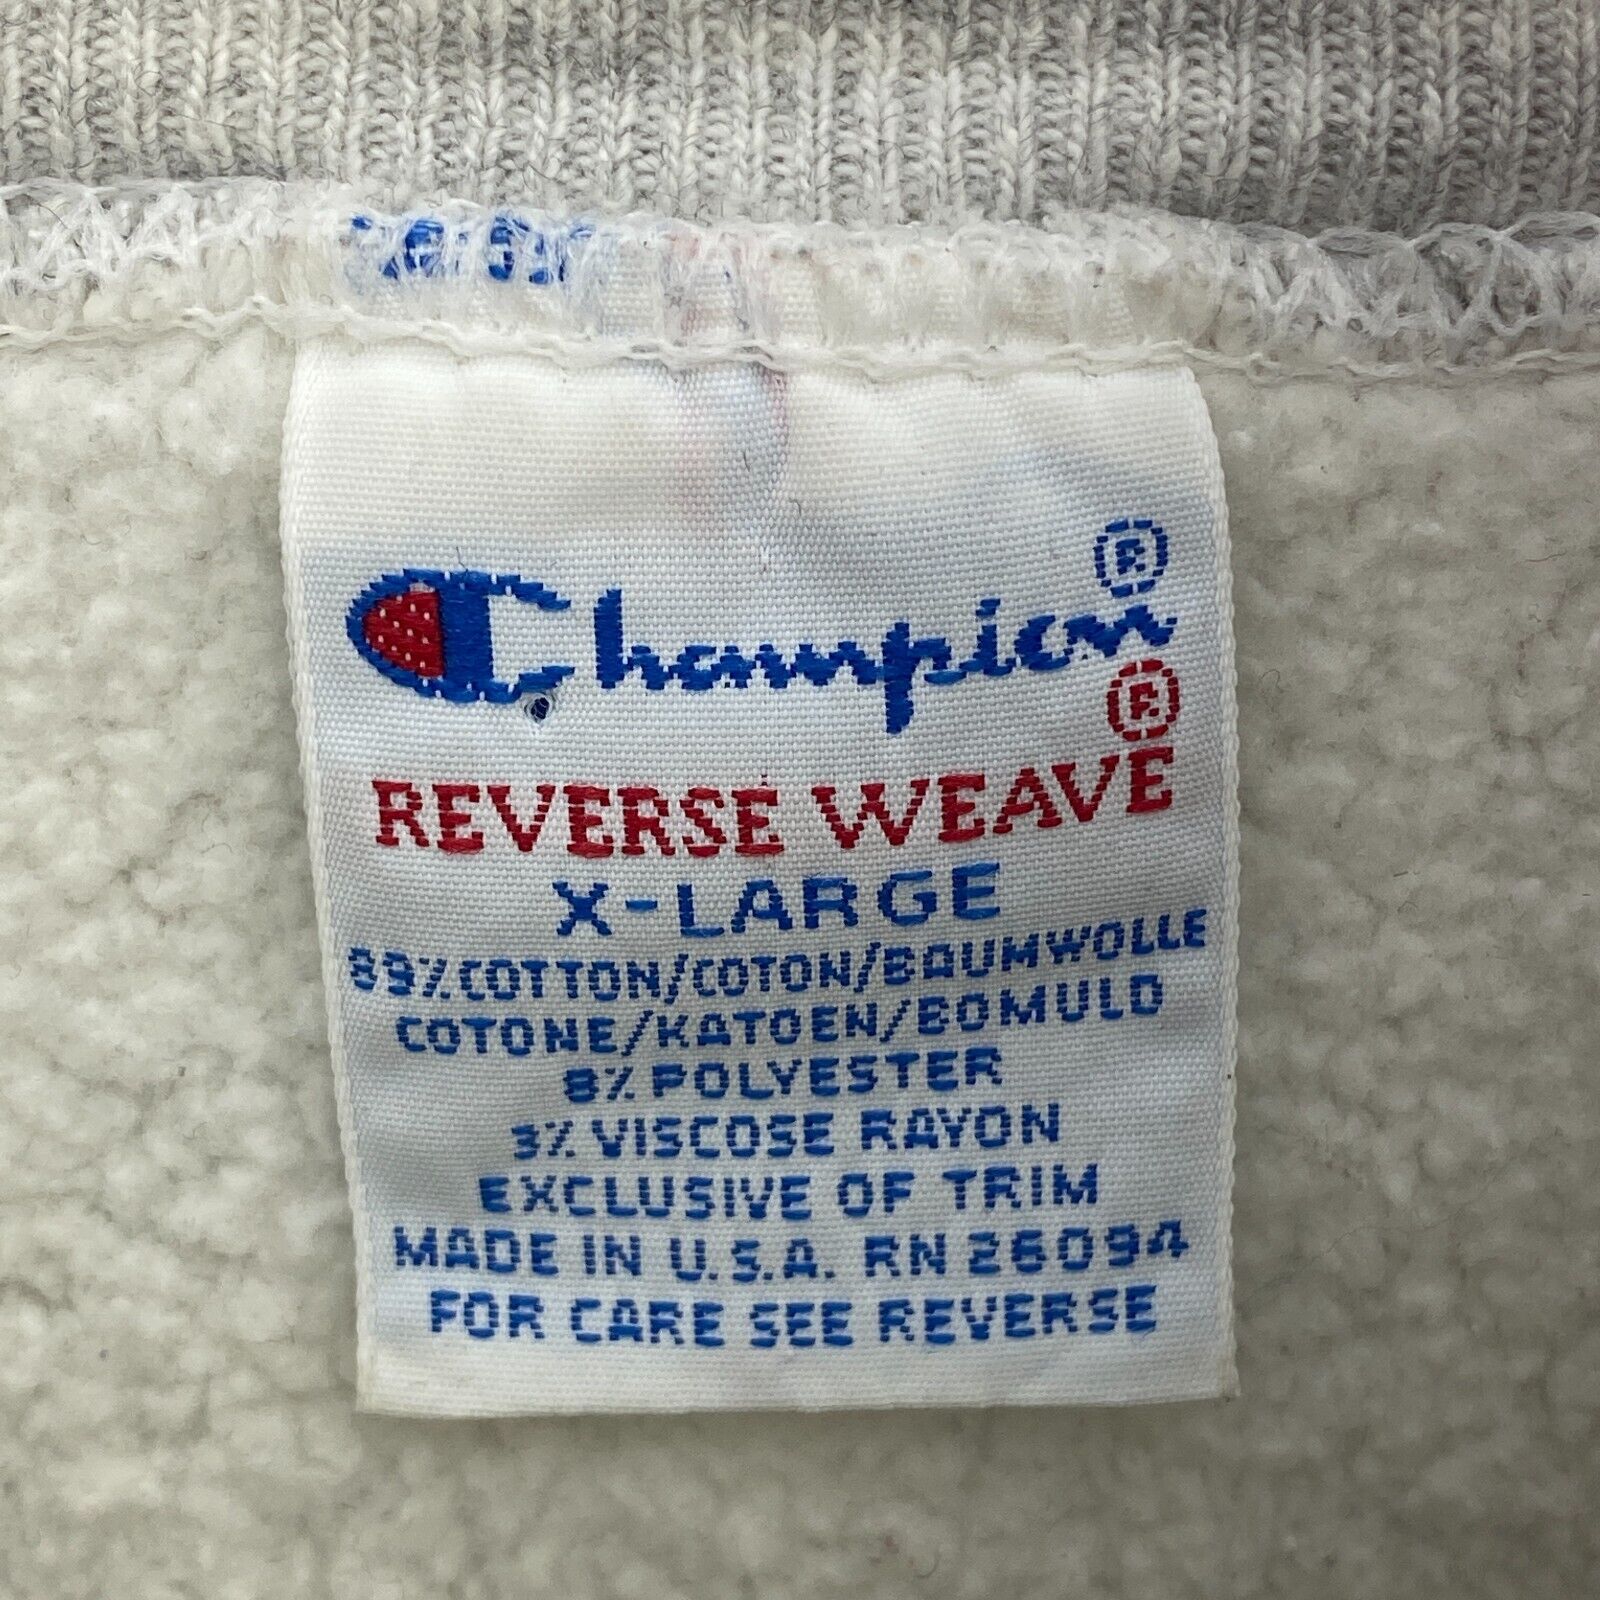 Champion®
®
REVERSE WEAVE
X-LARGE
89% COTTON/COTON/BAUMWOLLE
COTONE/KATOEN/BOMULD
8% POLYESTER
3% VISCOSE RAYON
EXCLUSIVE OF TRIM
MADE IN U.S.A. RN 26094
FOR CARE SEE REVERSE